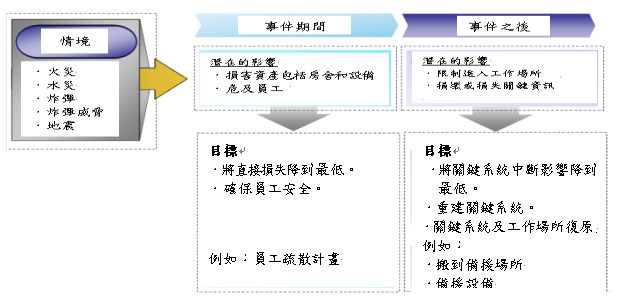 情境
· 火災
· 水災
· 炸彈
· 炸彈威脅
· 地震
事件期間
潛在的影響
· 損害資產包括房舍和設備
· 危及員工
目標
· 將直接損失降到最低。
· 確保員工安全。
例如：員工疏散計畫
事件之後
潛在的影響
· 限制進入工作場所
· 損壞或損失關鍵資訊
目標
· 將關鍵系統中斷影響降到
最低。
· 重建關鍵系統。
· 關鍵系統及工作場所復原
例如：
· 搬到備援場所
· 備援設備